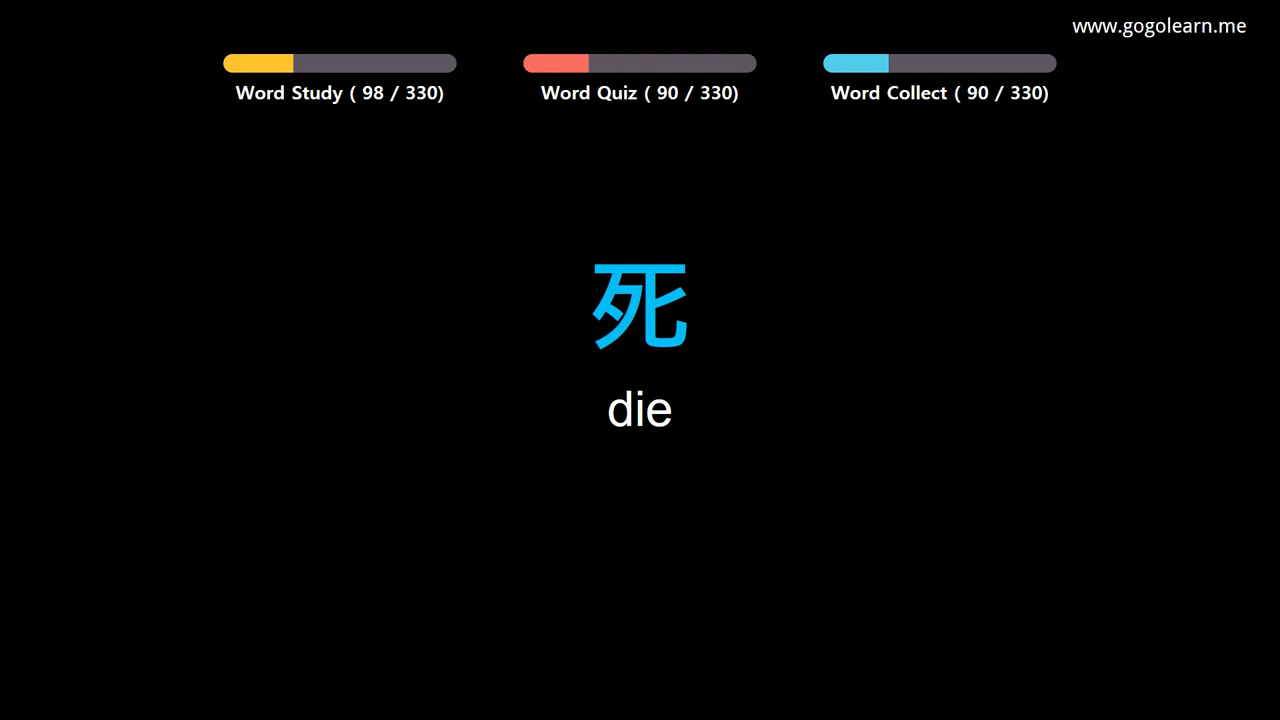 www.gogolearn.me
Word Study ( 98 / 330)
Word Quiz ( 90 / 330)
Word Collect ( 90 / 330)
死
die